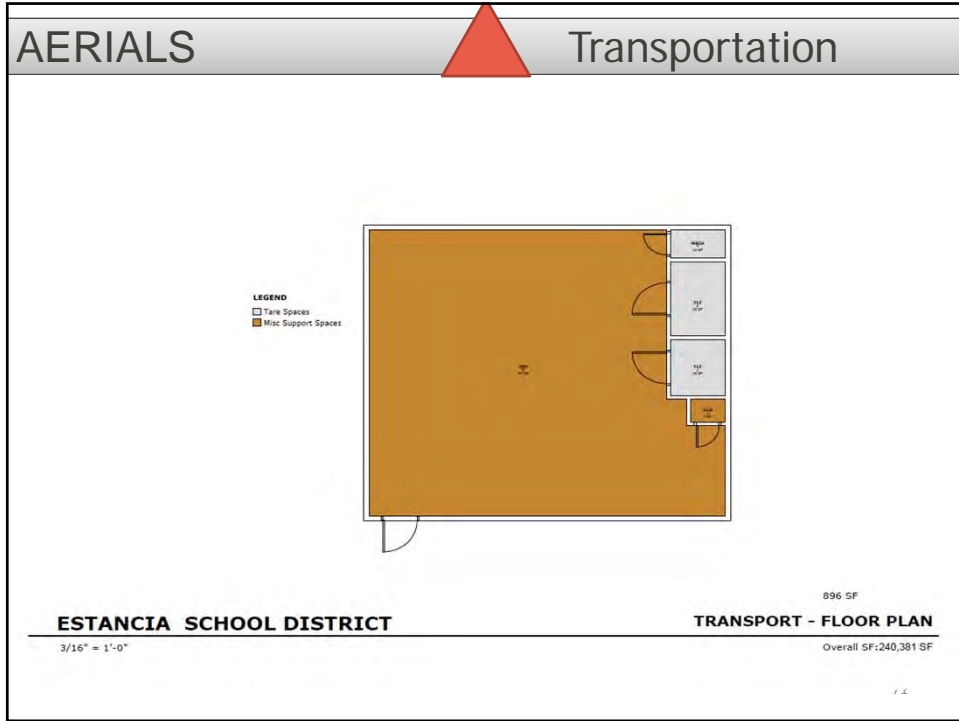 AERIALS Transportation
LEGEND
Tare Spaces
Misc Support Spaces
896 SF
ESTANCIA SCHOOL DISTRICT TRANSPORT - FLOOR PLAN
3/16" = 1'-0" Overall SF:240,381 SF